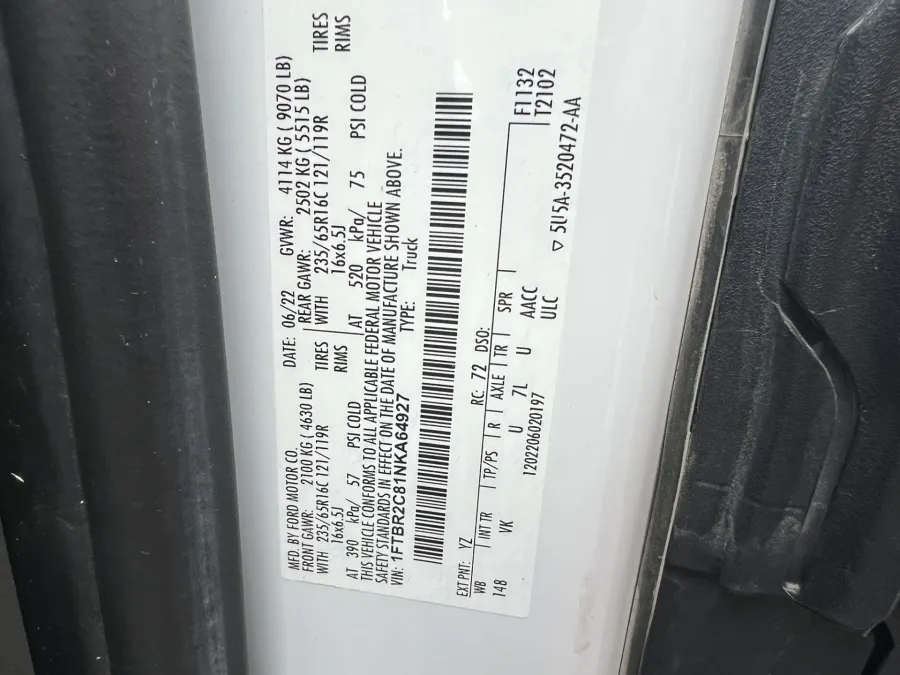 MFD. BY FORD MOTOR CO. DATE: 06/22 GVWR: 4114 KG ( 9070 LB)
FRONT GAWR: 2100 KG ( 4630 LB) REAR GAWR: 2502 KG ( 5515 LB)
WITH 235/65R16C 121/119R TIRES WITH 235/65R16C 121/119R TIRES
16x6.5J RIMS 16x6.5J RIMS
AT 390 kPa/ 57 PSI COLD AT 520 kPa/ 75 PSI COLD
THIS VEHICLE CONFORMS TO ALL APPLICABLE FEDERAL MOTOR VEHICLE
SAFETY STANDARDS IN EFFECT ON THE DATE OF MANUFACTURE SHOWN ABOVE.
VIN: 1FTBR2C81NKA64927 TYPE: Truck
EXT PNT: YZ RC: 72 DSO:
WB INT TR TP/PS R AXLE TR SPR F1132
148 VK U 7L U AACC T2102
1202206020197 ULC ▽ 5U5A-3520472-AA